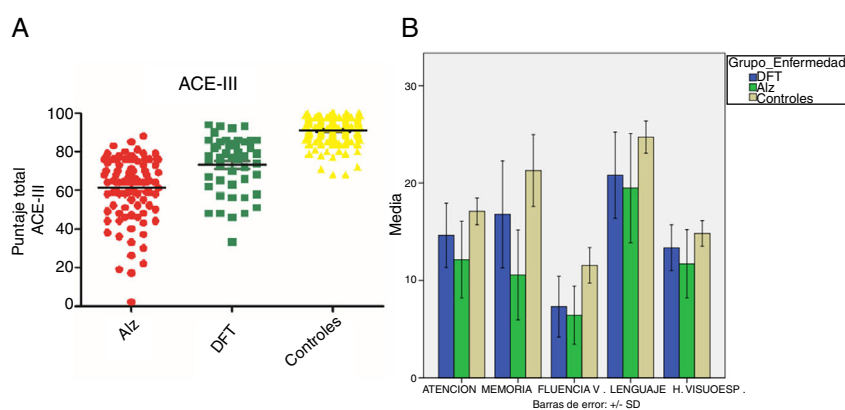 A
ACE-III
Puntaje total
ACE-III
100
80
60
40
20
0
Alz
DFT
Controles
B
Grupo_Enfermedad
DFT
Alz
Controles
Media
30
20
10
0
ATENCION MEMORIA FLUENCIA V . LENGUAJE H. VISUOESP .
Barras de error: +/- SD